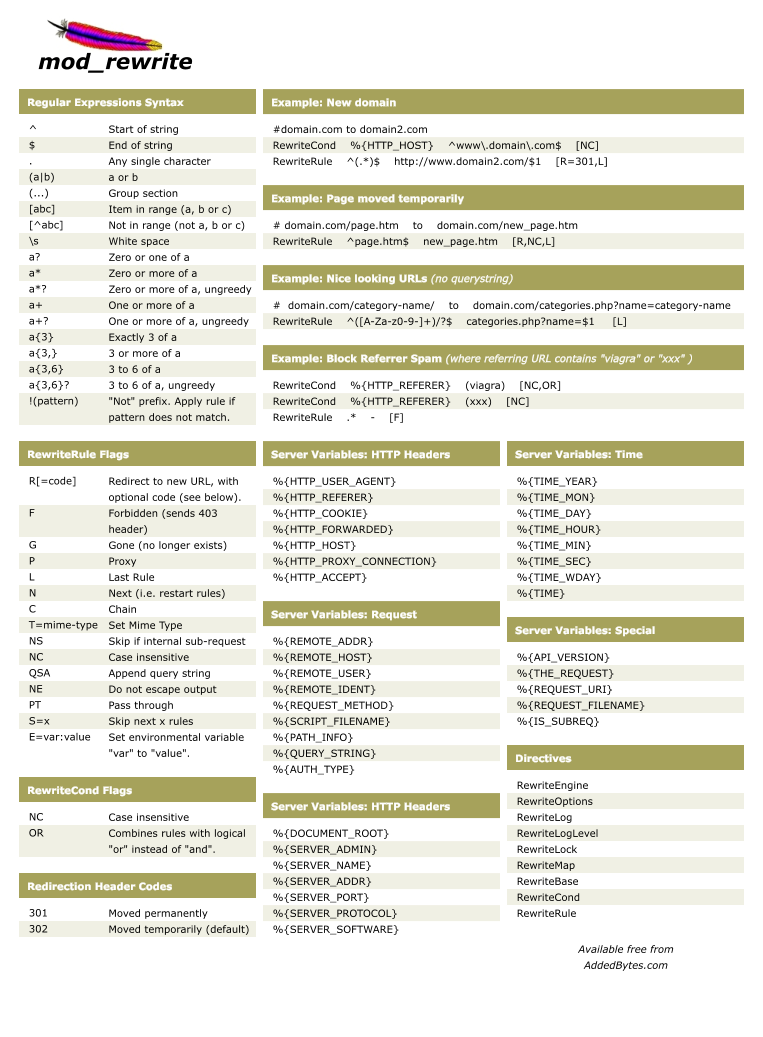 mod_rewrite
Regular Expressions Syntax
^ Start of string
$ End of string
. Any single character
(a|b) a or b
(...) Group section
[abc] Item in range (a, b or c)
[^abc] Not in range (not a, b or c)
\s White space
a? Zero or one of a
a* Zero or more of a
a*? Zero or more of a, ungreedy
a+ One or more of a
a+? One or more of a, ungreedy
a{3} Exactly 3 of a
a{3,} 3 or more of a
a{3,6} 3 to 6 of a
a{3,6}? 3 to 6 of a, ungreedy
!(pattern) "Not" prefix. Apply rule if
pattern does not match.
Example: New domain
#domain.com to domain2.com
RewriteCond %{HTTP_HOST} ^www\.domain\.com$ [NC]
RewriteRule ^(.*)$ http://www.domain2.com/$1 [R=301,L]
Example: Page moved temporarily
# domain.com/page.htm to domain.com/new_page.htm
RewriteRule ^page.htm$ new_page.htm [R,NC,L]
Example: Nice looking URLs (no querystring)
# domain.com/category-name/ to domain.com/categories.php?name=category-name
RewriteRule ^([A-Za-z0-9-]+)/?$ categories.php?name=$1 [L]
Example: Block Referrer Spam (where referring URL contains "viagra" or "xxx" )
RewriteCond %{HTTP_REFERER} (viagra) [NC,OR]
RewriteCond %{HTTP_REFERER} (xxx) [NC]
RewriteRule .* - [F]
RewriteRule Flags
R[=code] Redirect to new URL, with
optional code (see below).
F Forbidden (sends 403
header)
G Gone (no longer exists)
P Proxy
L Last Rule
N Next (i.e. restart rules)
C Chain
T=mime-type Set Mime Type
NS Skip if internal sub-request
NC Case insensitive
QSA Append query string
NE Do not escape output
PT Pass through
S=x Skip next x rules
E=var:value Set environmental variable
"var" to "value".
RewriteCond Flags
NC Case insensitive
OR Combines rules with logical
"or" instead of "and".
Redirection Header Codes
301 Moved permanently
302 Moved temporarily (default)
Server Variables: HTTP Headers
%{HTTP_USER_AGENT}
%{HTTP_REFERER}
%{HTTP_COOKIE}
%{HTTP_FORWARDED}
%{HTTP_HOST}
%{HTTP_PROXY_CONNECTION}
%{HTTP_ACCEPT}
Server Variables: Request
%{REMOTE_ADDR}
%{REMOTE_HOST}
%{REMOTE_USER}
%{REMOTE_IDENT}
%{REQUEST_METHOD}
%{SCRIPT_FILENAME}
%{PATH_INFO}
%{QUERY_STRING}
%{AUTH_TYPE}
Server Variables: HTTP Headers
%{DOCUMENT_ROOT}
%{SERVER_ADMIN}
%{SERVER_NAME}
%{SERVER_ADDR}
%{SERVER_PORT}
%{SERVER_PROTOCOL}
%{SERVER_SOFTWARE}
Server Variables: Time
%{TIME_YEAR}
%{TIME_MON}
%{TIME_DAY}
%{TIME_HOUR}
%{TIME_MIN}
%{TIME_SEC}
%{TIME_WDAY}
%{TIME}
Server Variables: Special
%{API_VERSION}
%{THE_REQUEST}
%{REQUEST_URI}
%{REQUEST_FILENAME}
%{IS_SUBREQ}
Directives
RewriteEngine
RewriteOptions
RewriteLog
RewriteLogLevel
RewriteLock
RewriteMap
RewriteBase
RewriteCond
RewriteRule
Available free from
AddedBytes.com